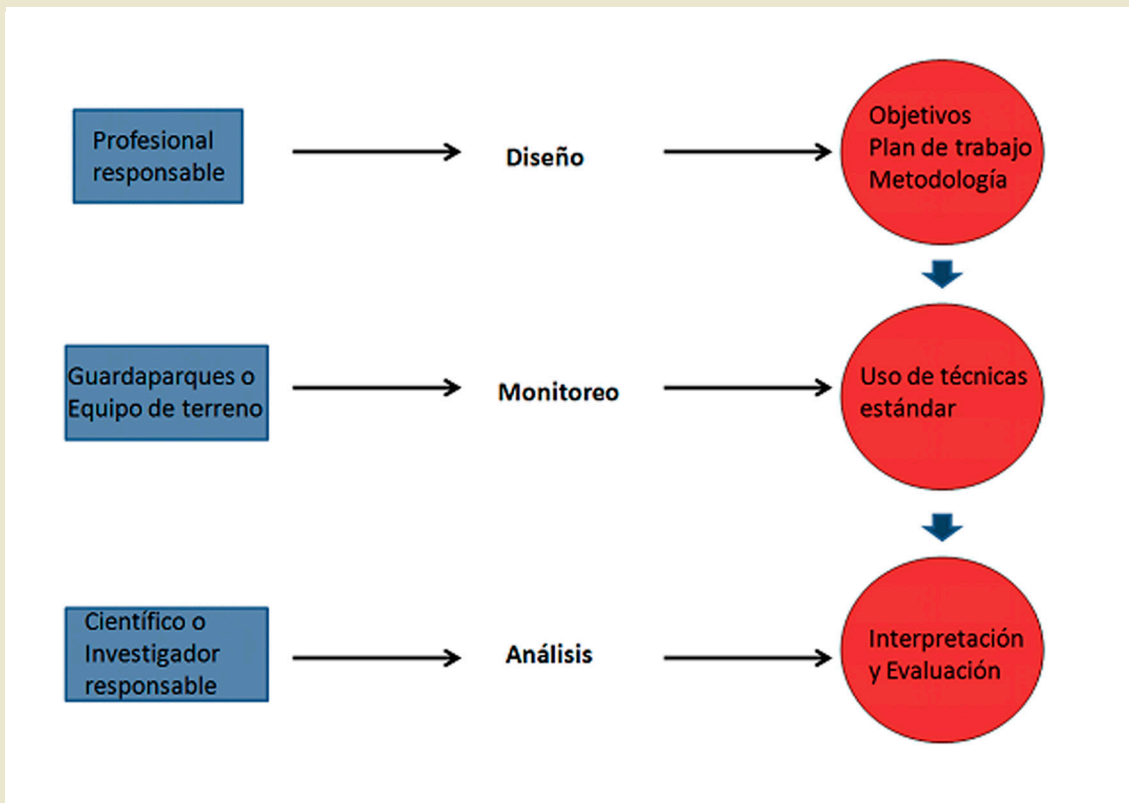 Profesional
responsable
Diseño
Objetivos
Plan de trabajo
Metodología
Guardaparques o
Equipo de terreno
Monitoreo
Uso de técnicas
estándar
Científico o
Investigador
responsable
Análisis
Interpretación
y Evaluación